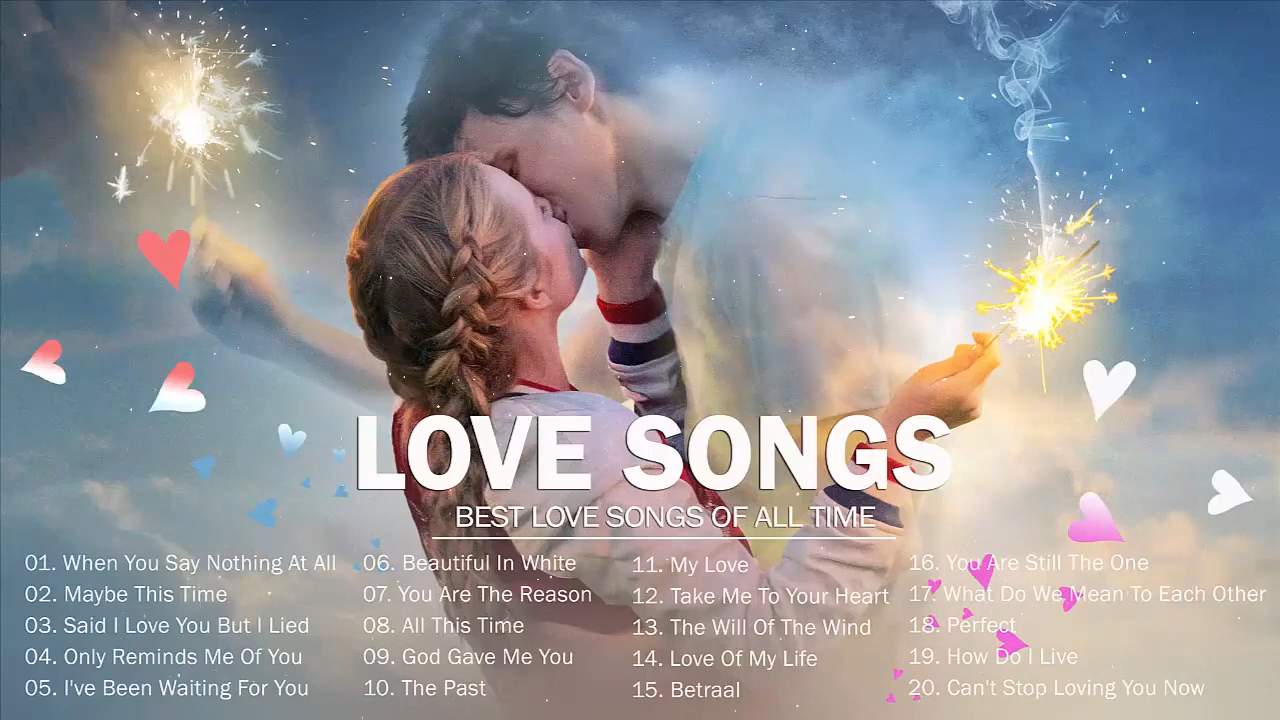 LOVE SONGS
BEST LOVE SONGS OF ALL TIME
01. When You Say Nothing At All
02. Maybe This Time
03. Said I Love You But I Lied
04. Only Reminds Me Of You
05. I've Been Waiting For You
06. Beautiful In White
07. You Are The Reason
08. All This Time
09. God Gave Me You
10. The Past
11. My Love
12. Take Me To Your Heart
13. The Will Of The Wind
14. Love Of My Life
15. Betraal
16. You Are Still The One
17. What Do We Mean To Each Other
18. Perfect
19. How Do I Live
20. Can't Stop Loving You Now